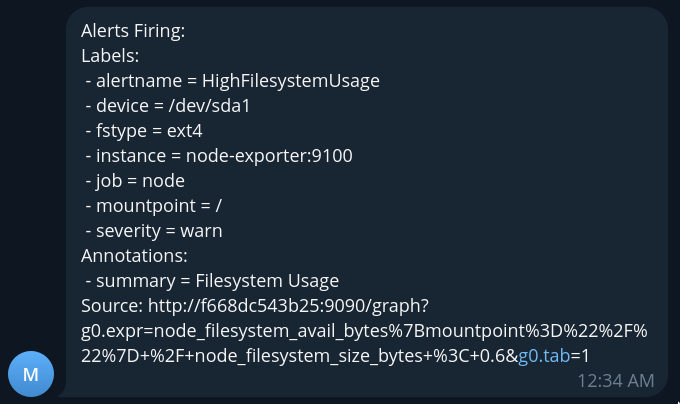 Alerts Firing:
Labels:
- alertname = HighFilesystemUsage
- device = /dev/sda1
- fstype = ext4
- instance = node-exporter:9100
- job = node
- mountpoint = /
- severity = warn
Annotations:
- summary = Filesystem Usage
Source: http://f668dc543b25:9090/graph?
g0.expr=node_filesystem_avail_bytes%7Bmountpoint%3D%22%2F%
22%7D+%2F+node_filesystem_size_bytes+%3C+0.6&g0.tab=1
12:34 AM
M